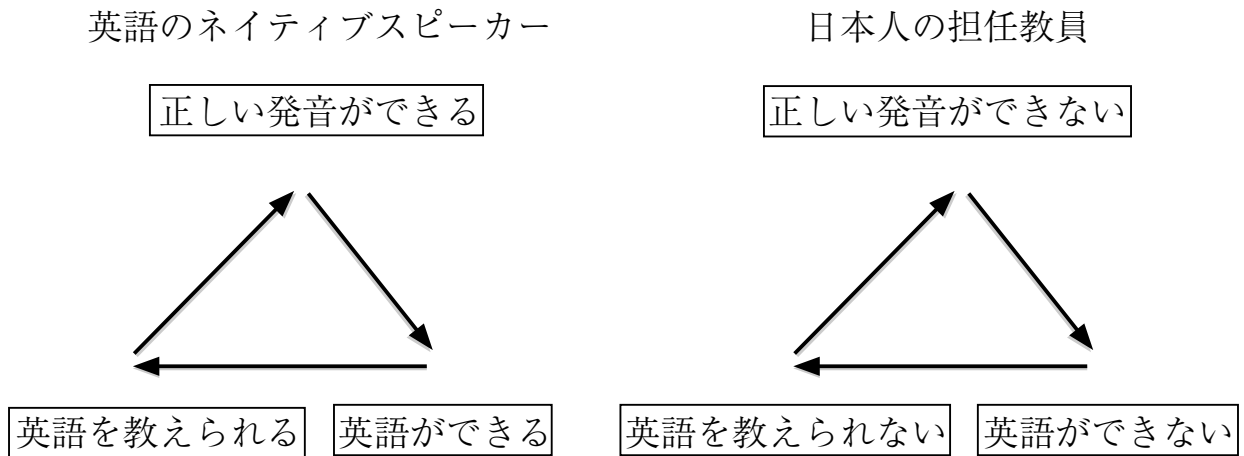 英語のネイティブスピーカー
日本人の担任教員
正しい発音ができる
正しい発音ができない
英語を教えられる
英語ができる
英語を教えられない
英語ができない